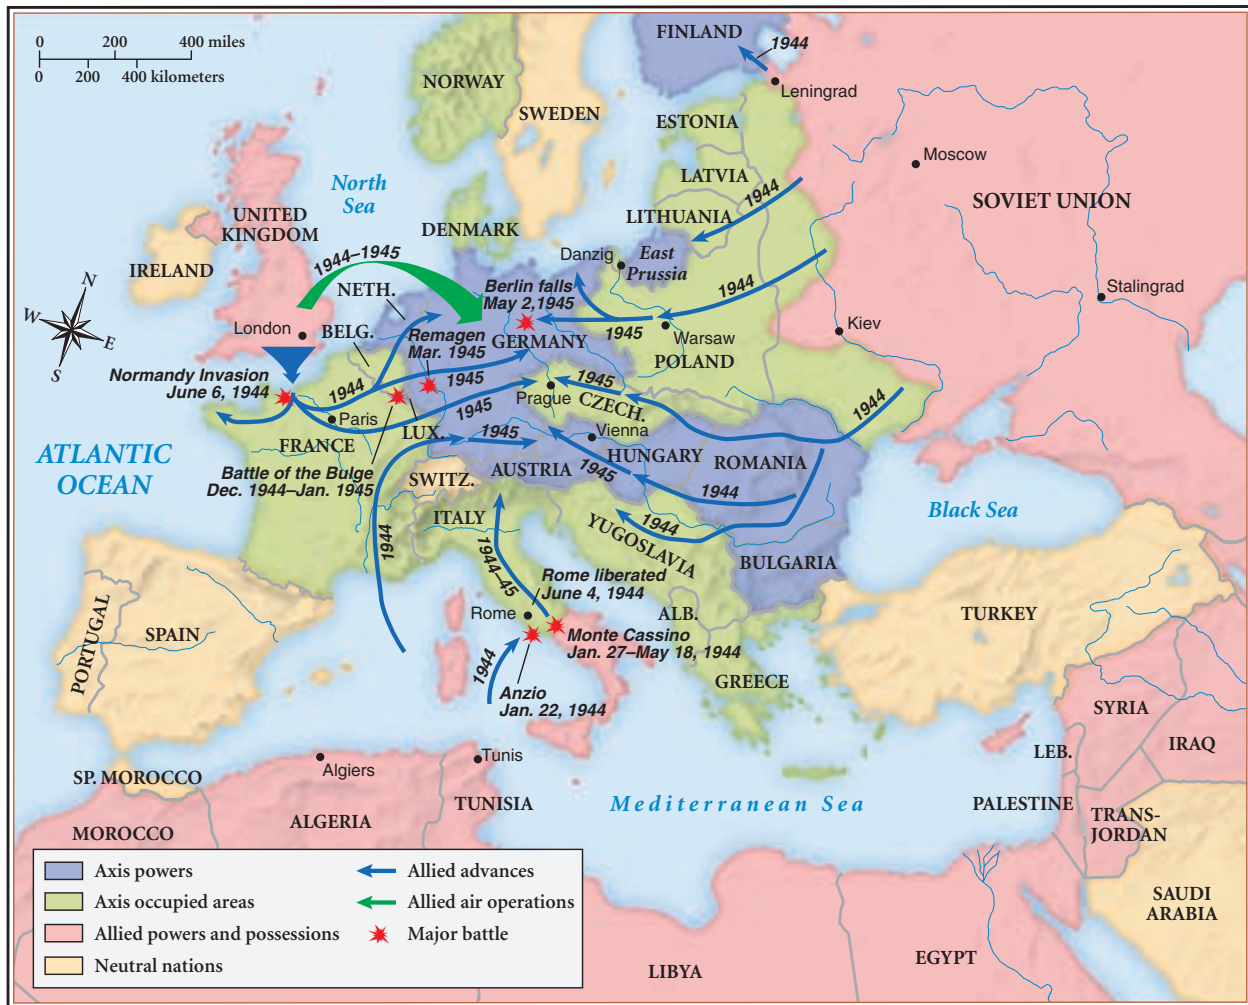 0 200 400 miles
0 200 400 kilometers
FINLAND
1944
NORWAY
SWEDEN
Leningrad
ESTONIA
Moscow
LATVIA
1944
SOVIET UNION
North
Sea
UNITED
KINGDOM
LITHUANIA
DENMARK
IRELAND
1944–1945
Danzig
East
Prussia
N
W
E
S
NETH.
Berlin falls
May 2,1945
1944
Stalingrad
London
BELG.
Remagen
Mar. 1945
GERMANY
1945
Warsaw
Kiev
POLAND
Normandy Invasion
June 6, 1944
1944
1945
1945
Prague
1945
CZECH.
1944
Paris
FRANCE
LUX.
1945
Vienna
ATLANTIC
OCEAN
Battle of the Bulge
Dec. 1944–Jan. 1945
AUSTRIA
HUNGARY
1945
ROMANIA
SWITZ.
1944
ITALY
1944
1944
Black Sea
YUGOSLAVIA
1944–45
BULGARIA
Rome liberated
June 4, 1944
PORTUGAL
SPAIN
Rome
ALB.
TURKEY
Monte Cassino
Jan. 27–May 18, 1944
1944
GREECE
Anzio
Jan. 22, 1944
SYRIA
LEB.
IRAQ
SP. MOROCCO
Algiers
Tunis
TUNISIA
Mediterranean Sea
PALESTINE
TRANS-
JORDAN
MOROCCO
ALGERIA
Axis powers
Allied advances
Axis occupied areas
Allied air operations
Allied powers and possessions
Major battle
Neutral nations
SAUDI
ARABIA
LIBYA
EGYPT